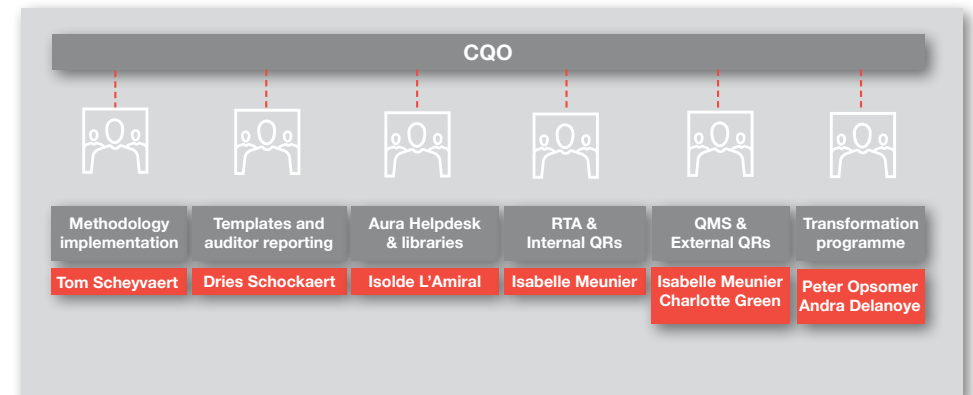 CQO
Methodology
implementation
Templates and
auditor reporting
Aura Helpdesk
& libraries
RTA &
Internal QRs
QMS &
External QRs
Transformation
programme
Tom Scheyvaert
Dries Schockaert
Isolde L'Amiral
Isabelle Meunier
Isabelle Meunier
Charlotte Green
Peter Opsomer
Andra Delanoye